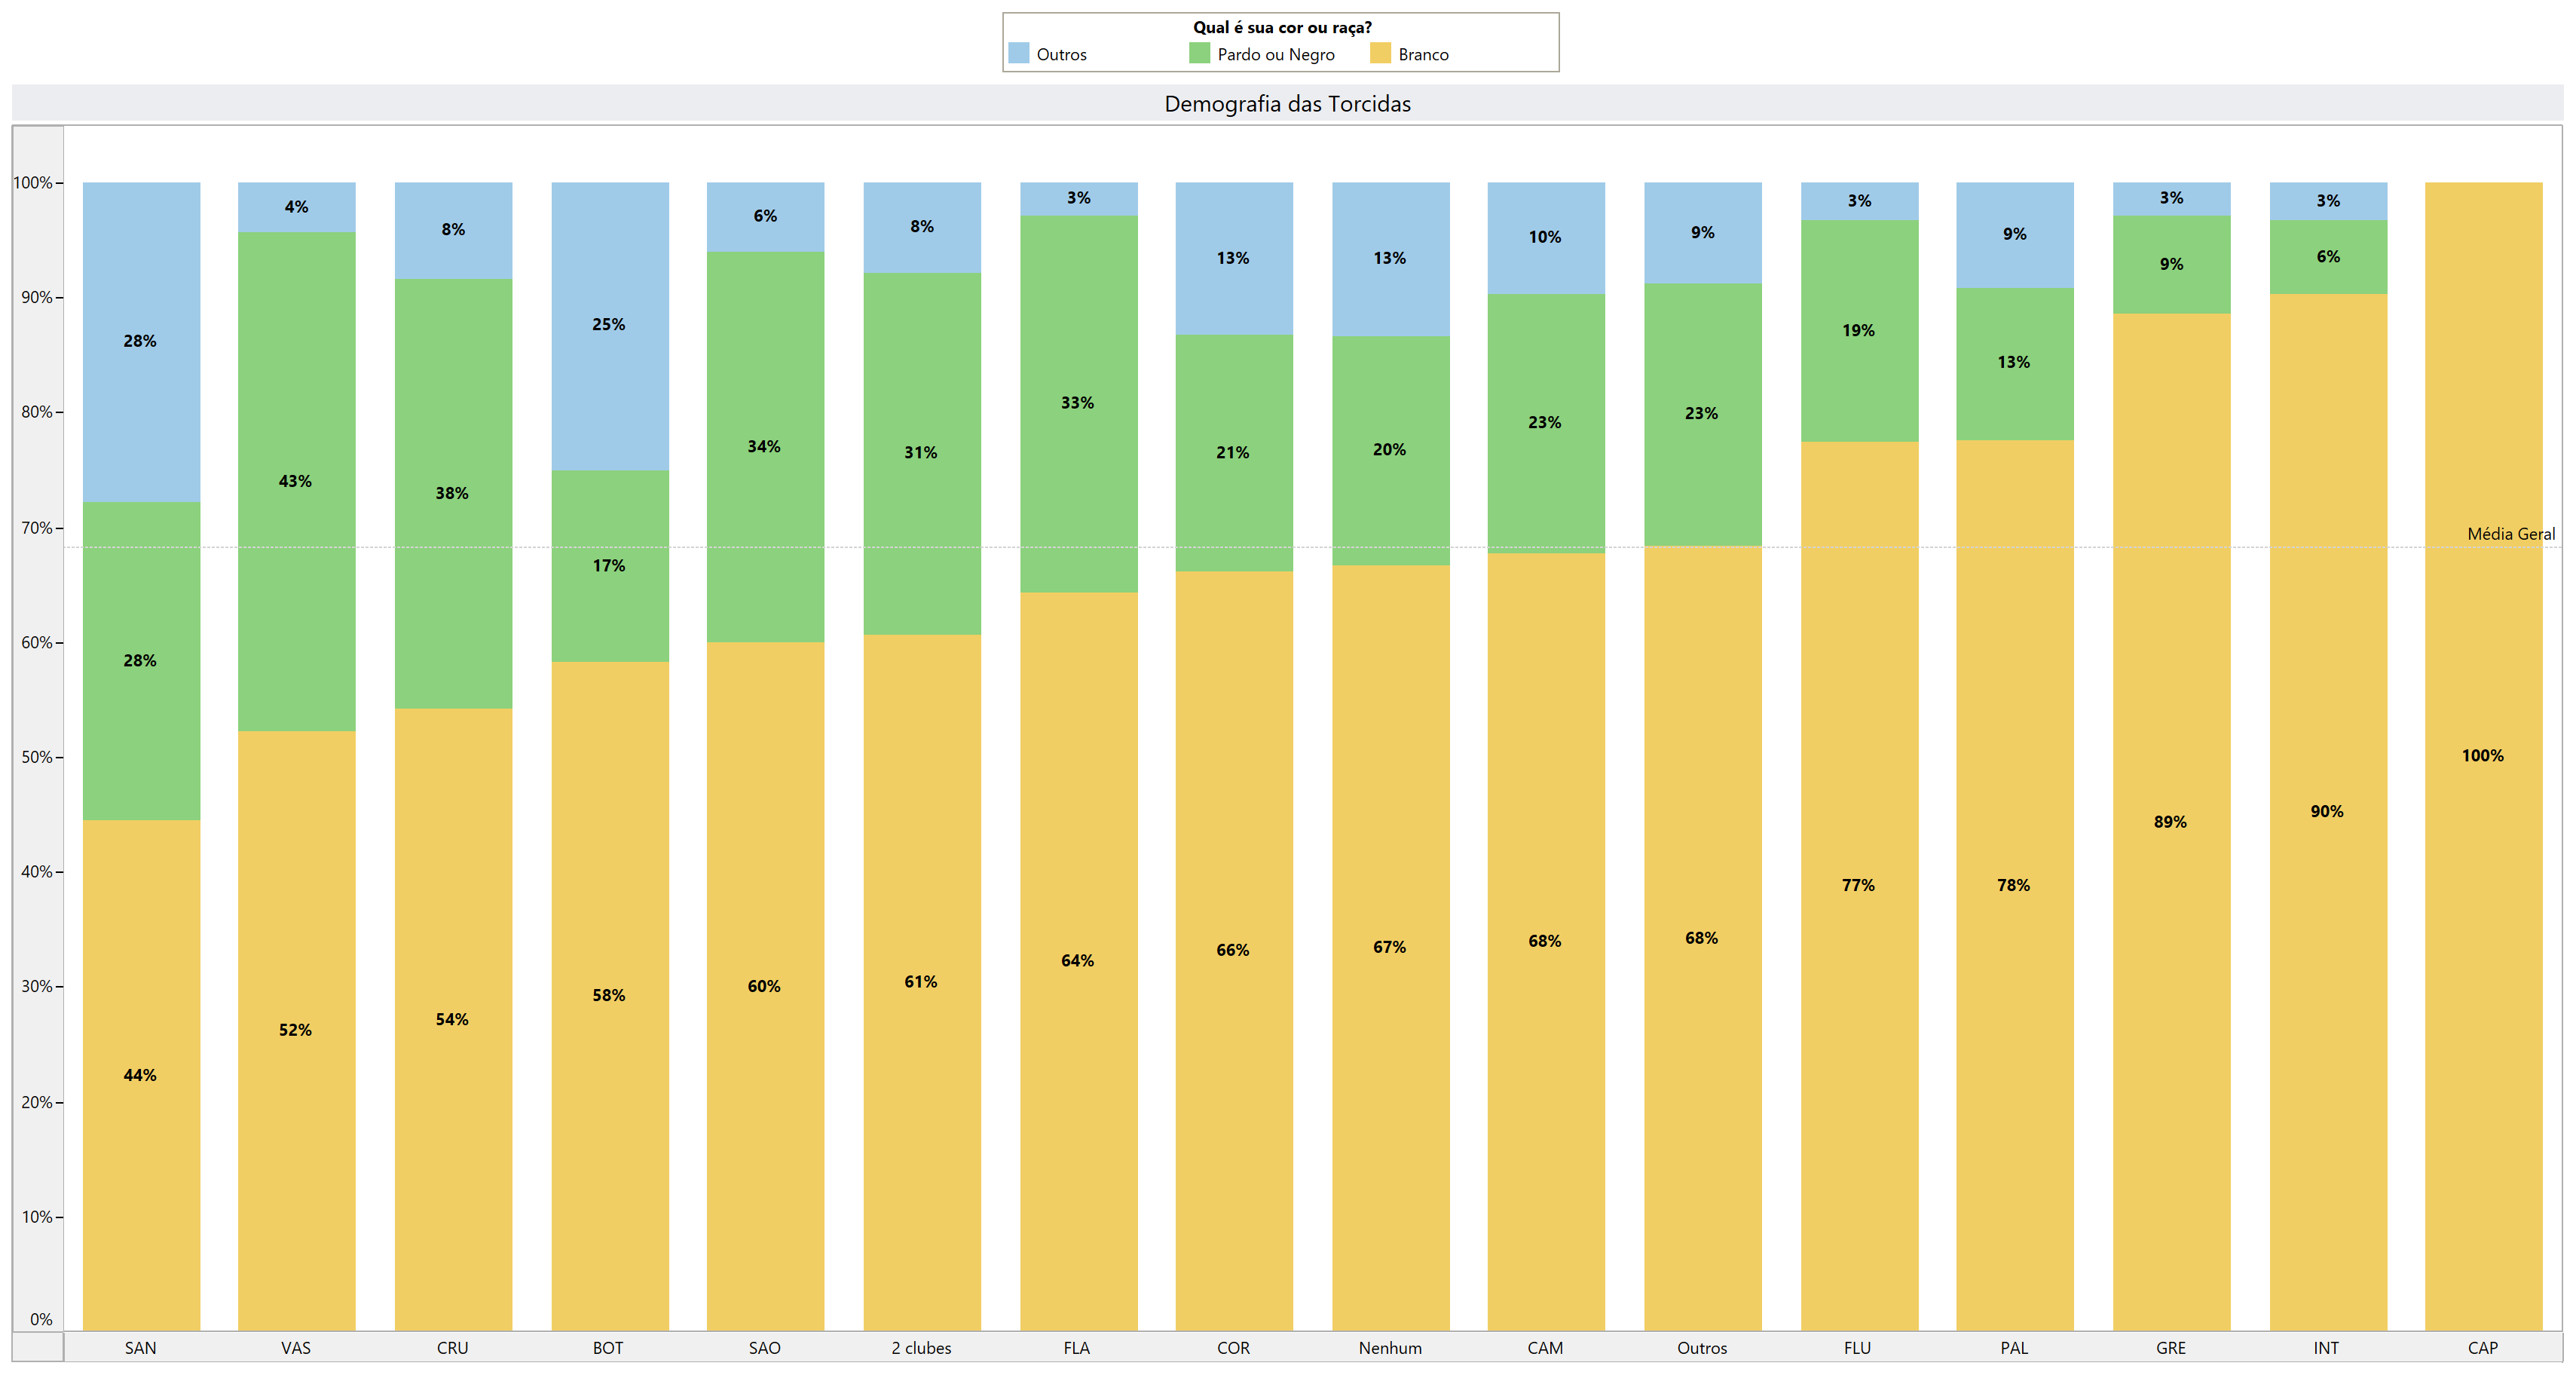 Qual é sua cor ou raça?
Outros Pardo ou Negro Branco
Demografia das Torcidas
100%
90%
80%
70%
60%
50%
40%
30%
20%
10%
0%
28% 4% 8% 25% 6% 8% 3% 13% 13% 10% 9% 3% 9% 3% 3%
28% 43% 38% 17% 34% 31% 33% 21% 20% 23% 23% 19% 13% 9% 6%
Média Geral
44% 52% 54% 58% 60% 61% 64% 66% 67% 68% 68% 77% 78% 89% 90% 100%
SAN VAS CRU BOT SAO 2 clubes FLA COR Nenhum CAM Outros FLU PAL GRE INT CAP